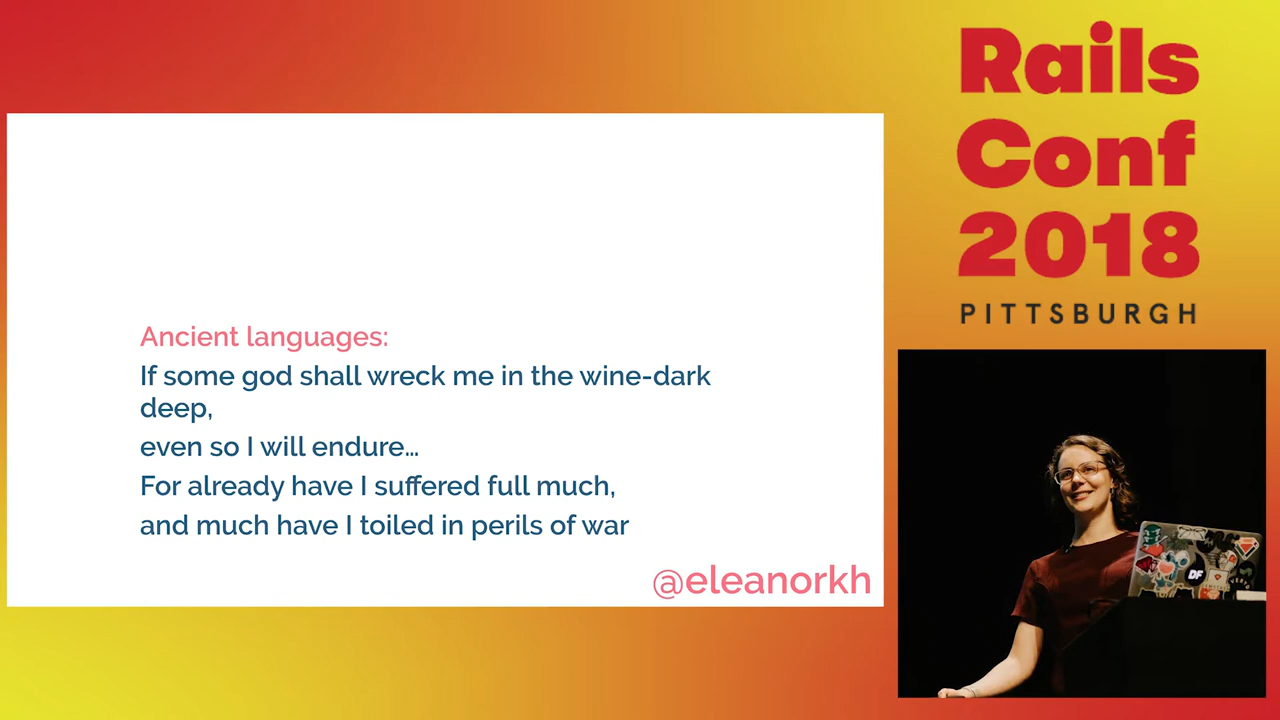 Rails
Conf
2018
PITTSBURGH
Ancient languages:
If some god shall wreck me in the wine-dark
deep,
even so I will endure…
For already have I suffered full much,
and much have I toiled in perils of war
@eleanorkh
DF